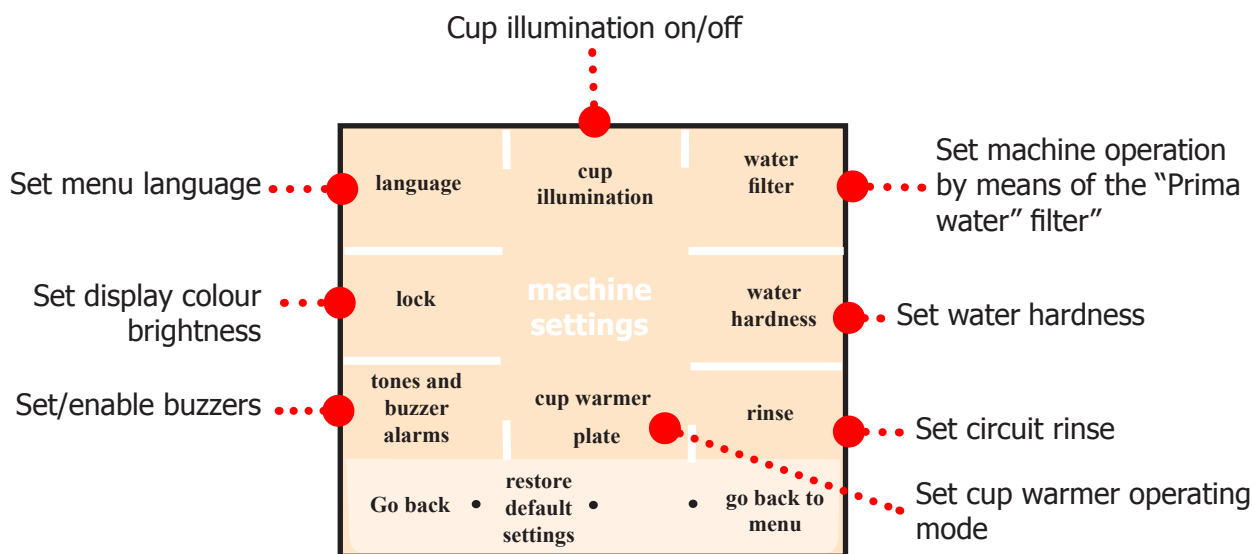 Cup illumination on/off
Set menu language
language
cup
illumination
water
filter
Set machine operation
by means of the “Prima
water” filter”
Set display colour
brightness
lock
machine
settings
water
hardness
Set water hardness
Set/enable buzzers
tones and
buzzer
alarms
cup warmer
plate
rinse
Set circuit rinse
Go back
restore
default
settings
go back to
menu
Set cup warmer operating
mode